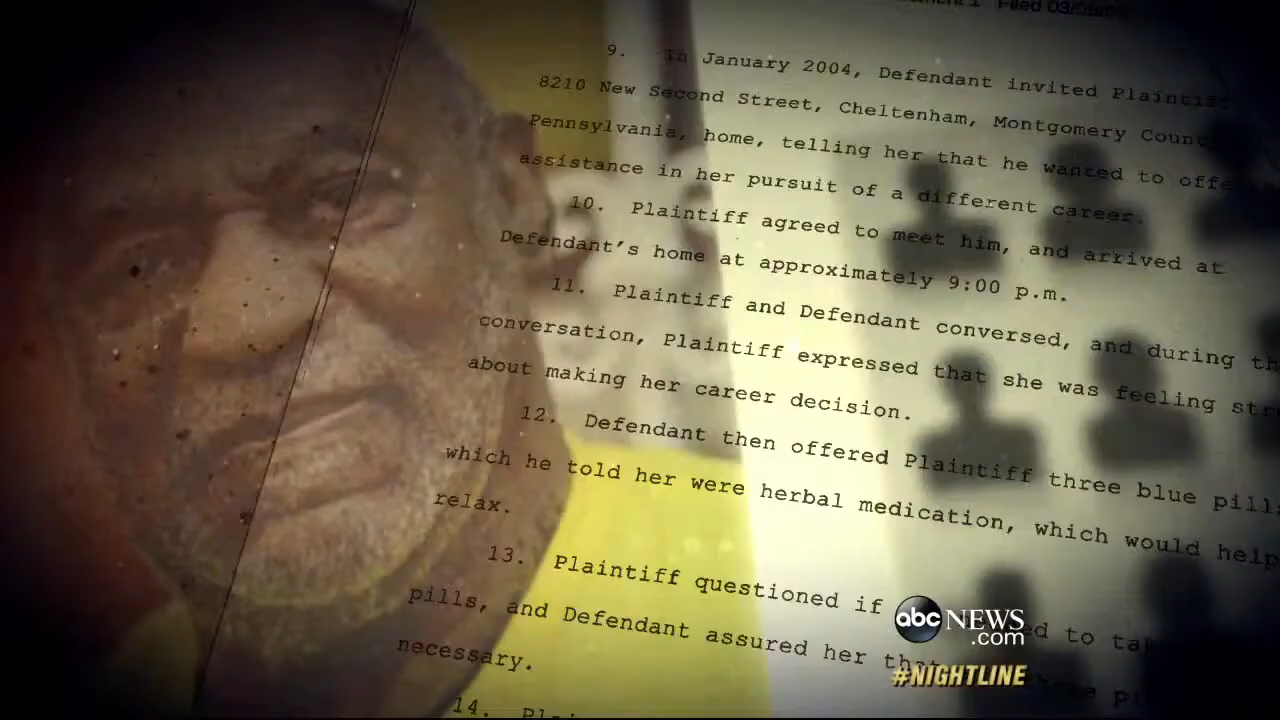 Filed 03/
9. In January 2004, Defendant invited Plaintiff
8210 New Second Street, Cheltenham, Montgomery
Pennsylvania, home, telling her that he wanted to
assistance in her pursuit of a different career.
10. Plaintiff agreed to meet him, and arrived at
Defendant's home at approximately 9:00 p.m.
11. Plaintiff and Defendant conversed, and during
conversation, Plaintiff expressed that she was feeling
about making her career decision.
12. Defendant then offered Plaintiff three blue
which he told her were herbal medication, which would help
relax.
13. Plaintiff questioned if
pills, and Defendant assured her
necessary.
14.
abc NEWS
.com
#NIGHTLINE